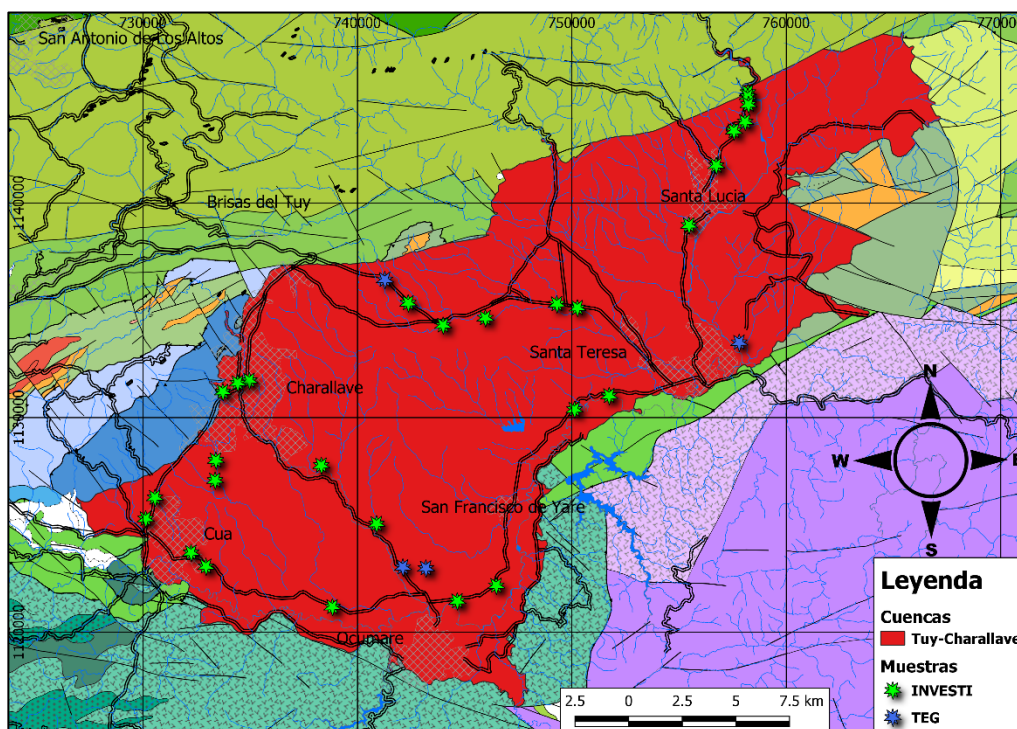 730000
740000
750000
760000
770000
San Antonio de Los Altos
1140000
Brisas del Tuy
Santa Lucia
Santa Teresa
Charallave
1130000
N
W
E
S
San Francisco de Yare
Cua
Ocumare
1120000
Leyenda
Cuencas
Tuy-Charallave
Muestras
INVESTI
TEG
2.5 0 2.5 5 7.5 km